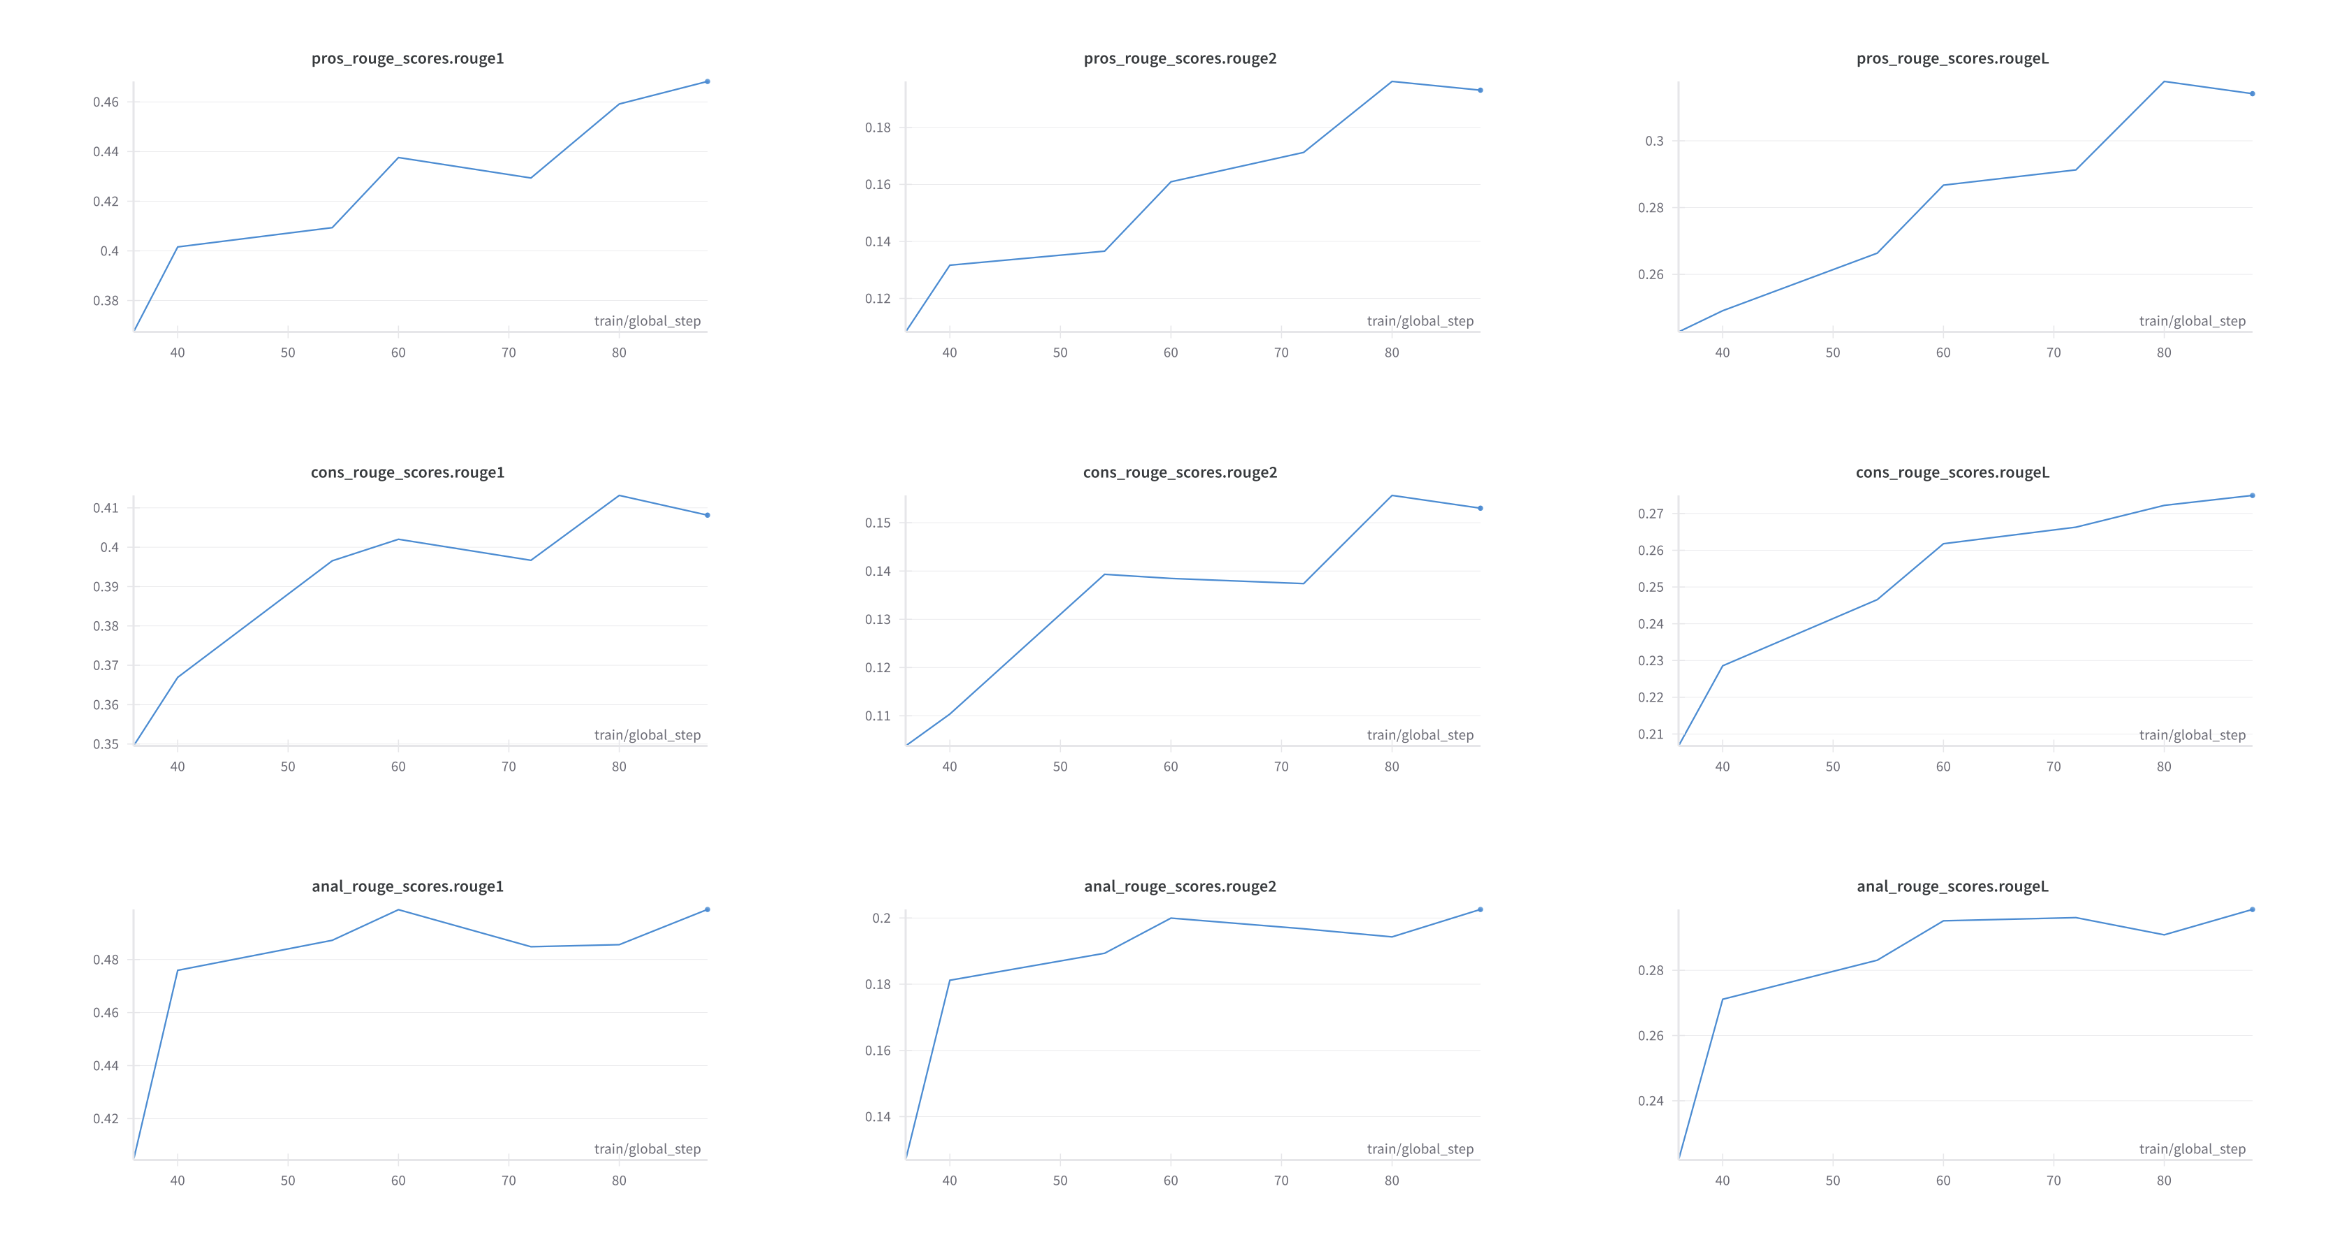 pros_rouge_scores.rouge1
0.46
0.44
0.42
0.4
0.38
train/global_step
40 50 60 70 80
pros_rouge_scores.rouge2
0.18
0.16
0.14
0.12
train/global_step
40 50 60 70 80
pros_rouge_scores.rougeL
0.3
0.28
0.26
train/global_step
40 50 60 70 80
cons_rouge_scores.rouge1
0.41
0.4
0.39
0.38
0.37
0.36
0.35
train/global_step
40 50 60 70 80
cons_rouge_scores.rouge2
0.15
0.14
0.13
0.12
0.11
train/global_step
40 50 60 70 80
cons_rouge_scores.rougeL
0.27
0.26
0.25
0.24
0.23
0.22
0.21
train/global_step
40 50 60 70 80
anal_rouge_scores.rouge1
0.48
0.46
0.44
0.42
train/global_step
40 50 60 70 80
anal_rouge_scores.rouge2
0.2
0.18
0.16
0.14
train/global_step
40 50 60 70 80
anal_rouge_scores.rougeL
0.28
0.26
0.24
train/global_step
40 50 60 70 80